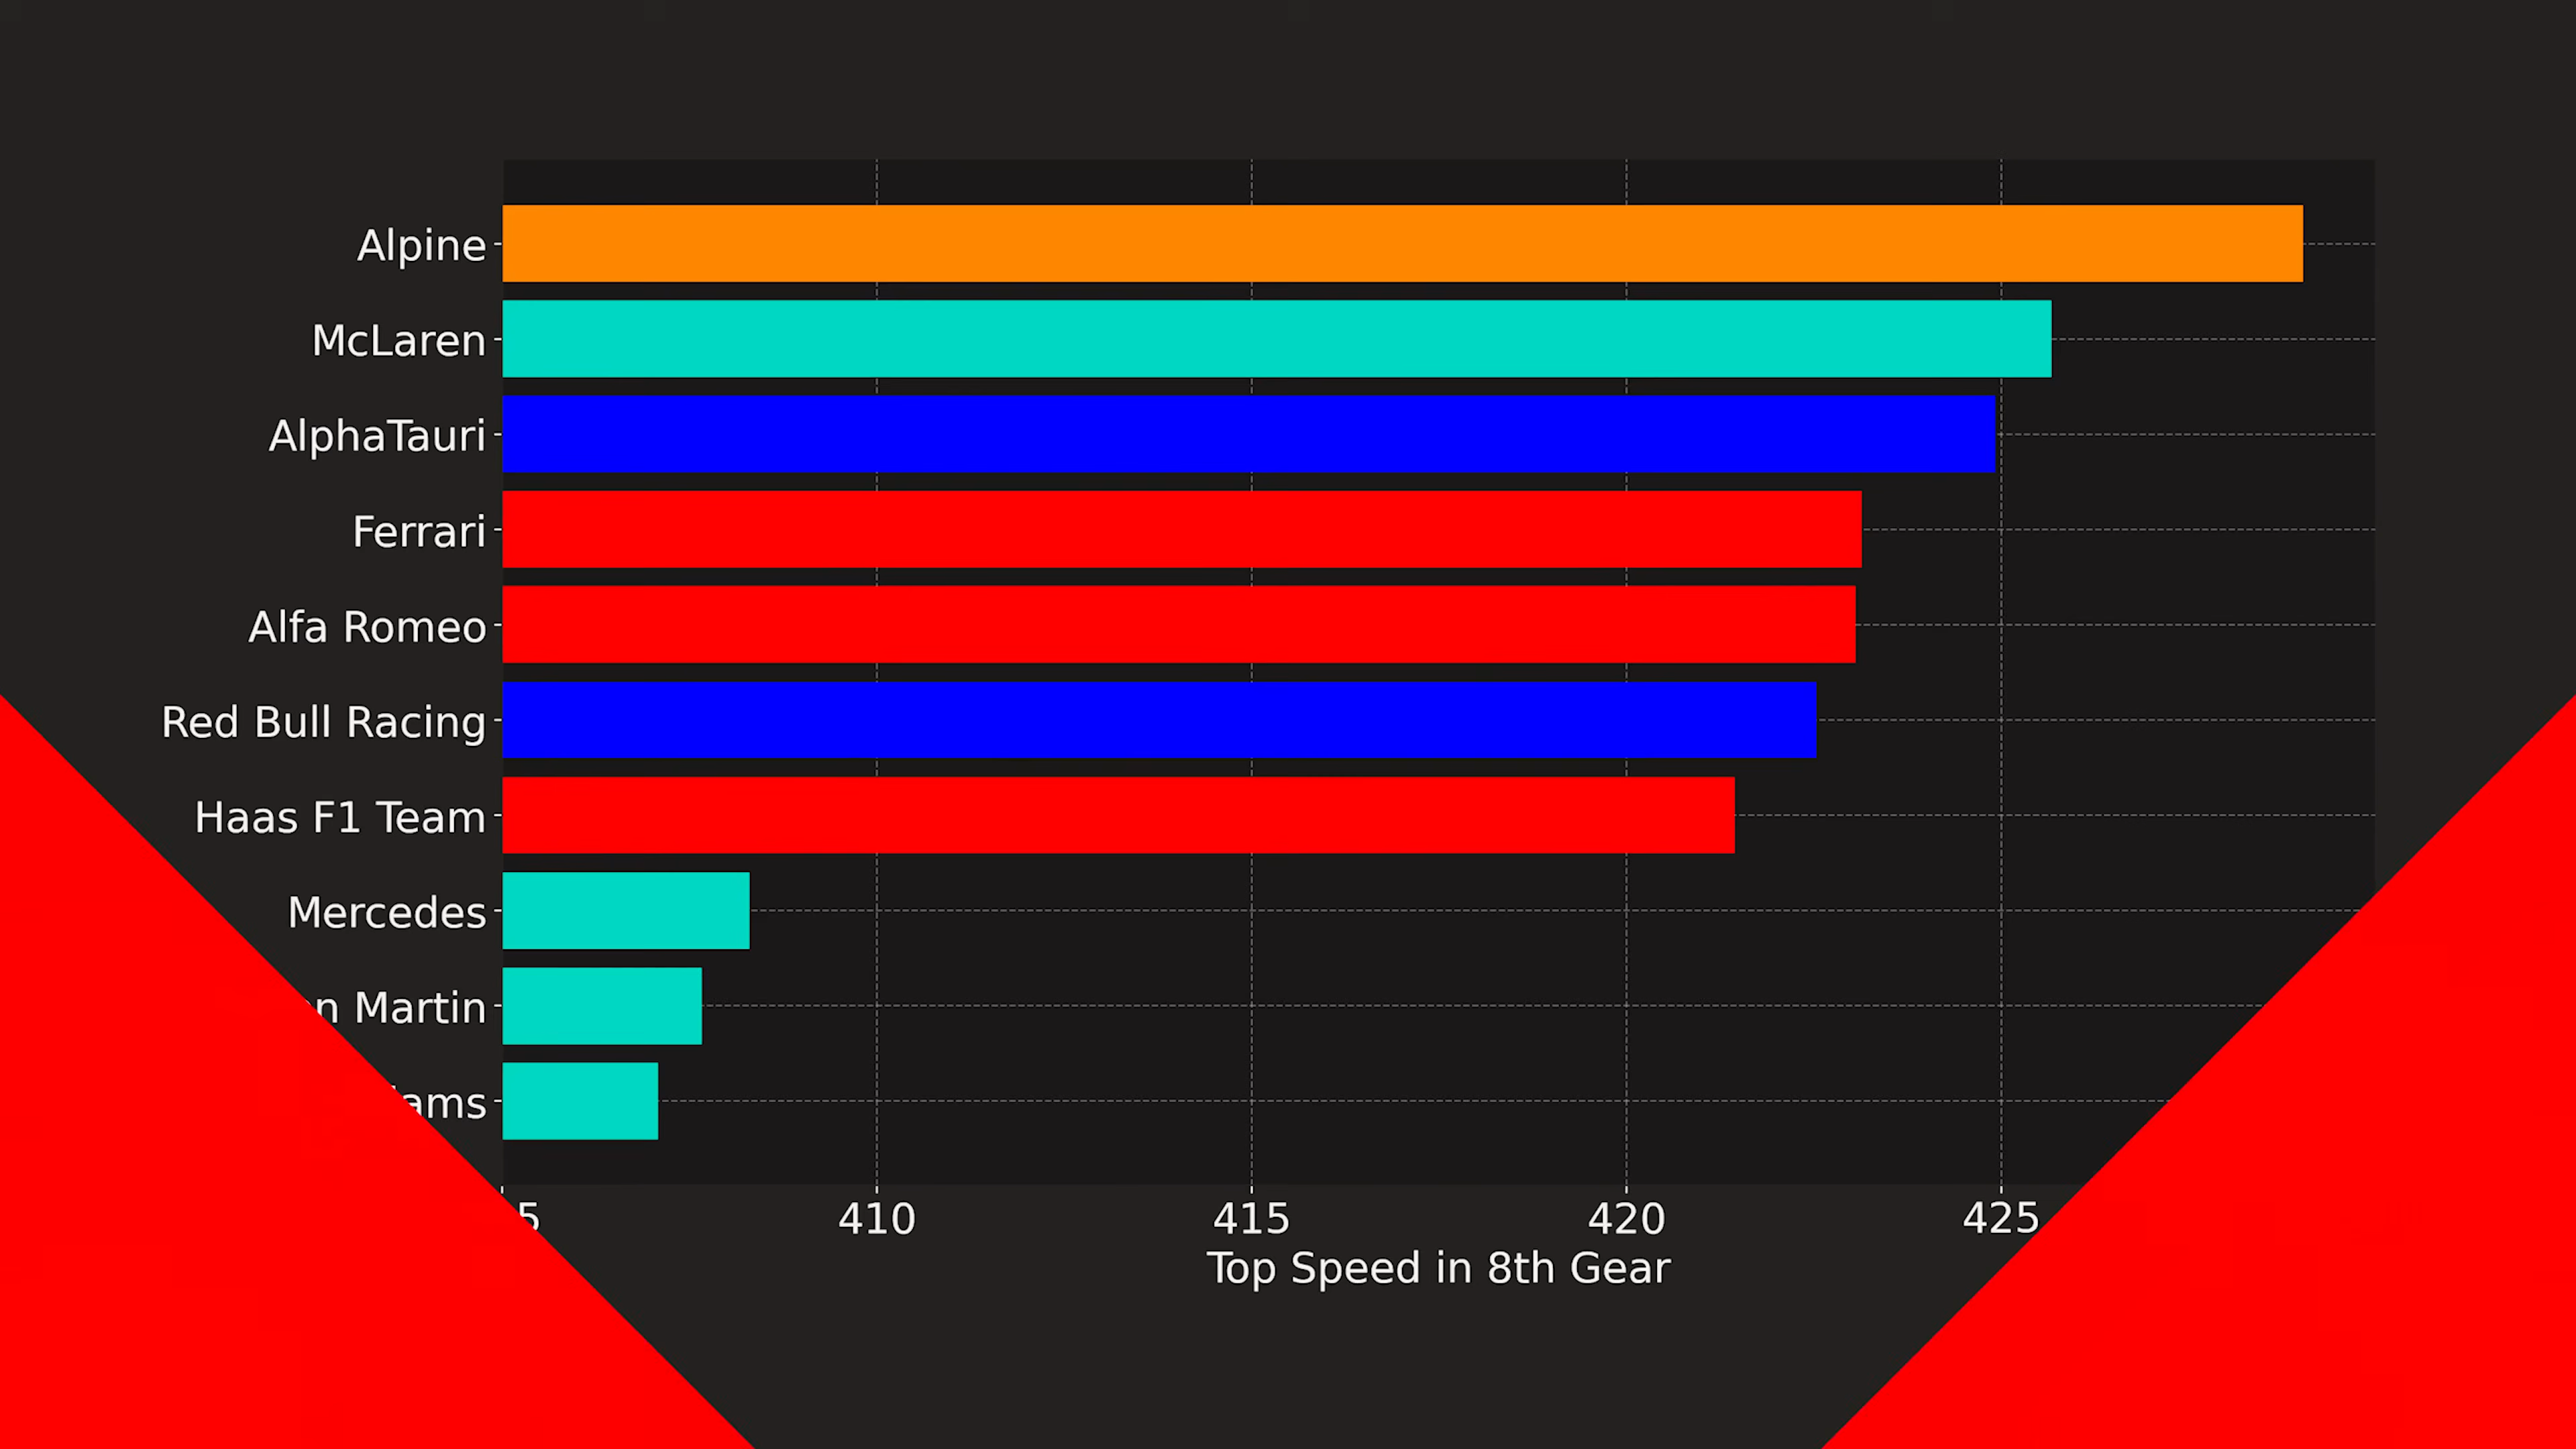 Alpine
McLaren
AlphaTauri
Ferrari
Alfa Romeo
Red Bull Racing
Haas F1 Team
Mercedes
Martin
410 415 420 425
Top Speed in 8th Gear